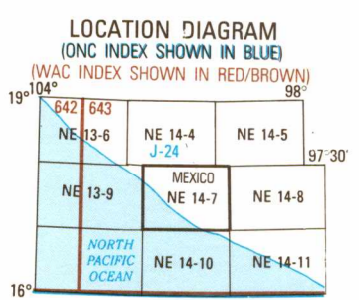 LOCATION DIAGRAM
(ONC INDEX SHOWN IN BLUE)
(WAC INDEX SHOWN IN RED/BROWN)
19° 104° 98°
642 643
NE 13-6 NE 14-4 NE 14-5
J-24
97°30'
MEXICO
NE 13-9 NE 14-7 NE 14-8
NORTH
PACIFIC
OCEAN
NE 14-10 NE 14-11
16°